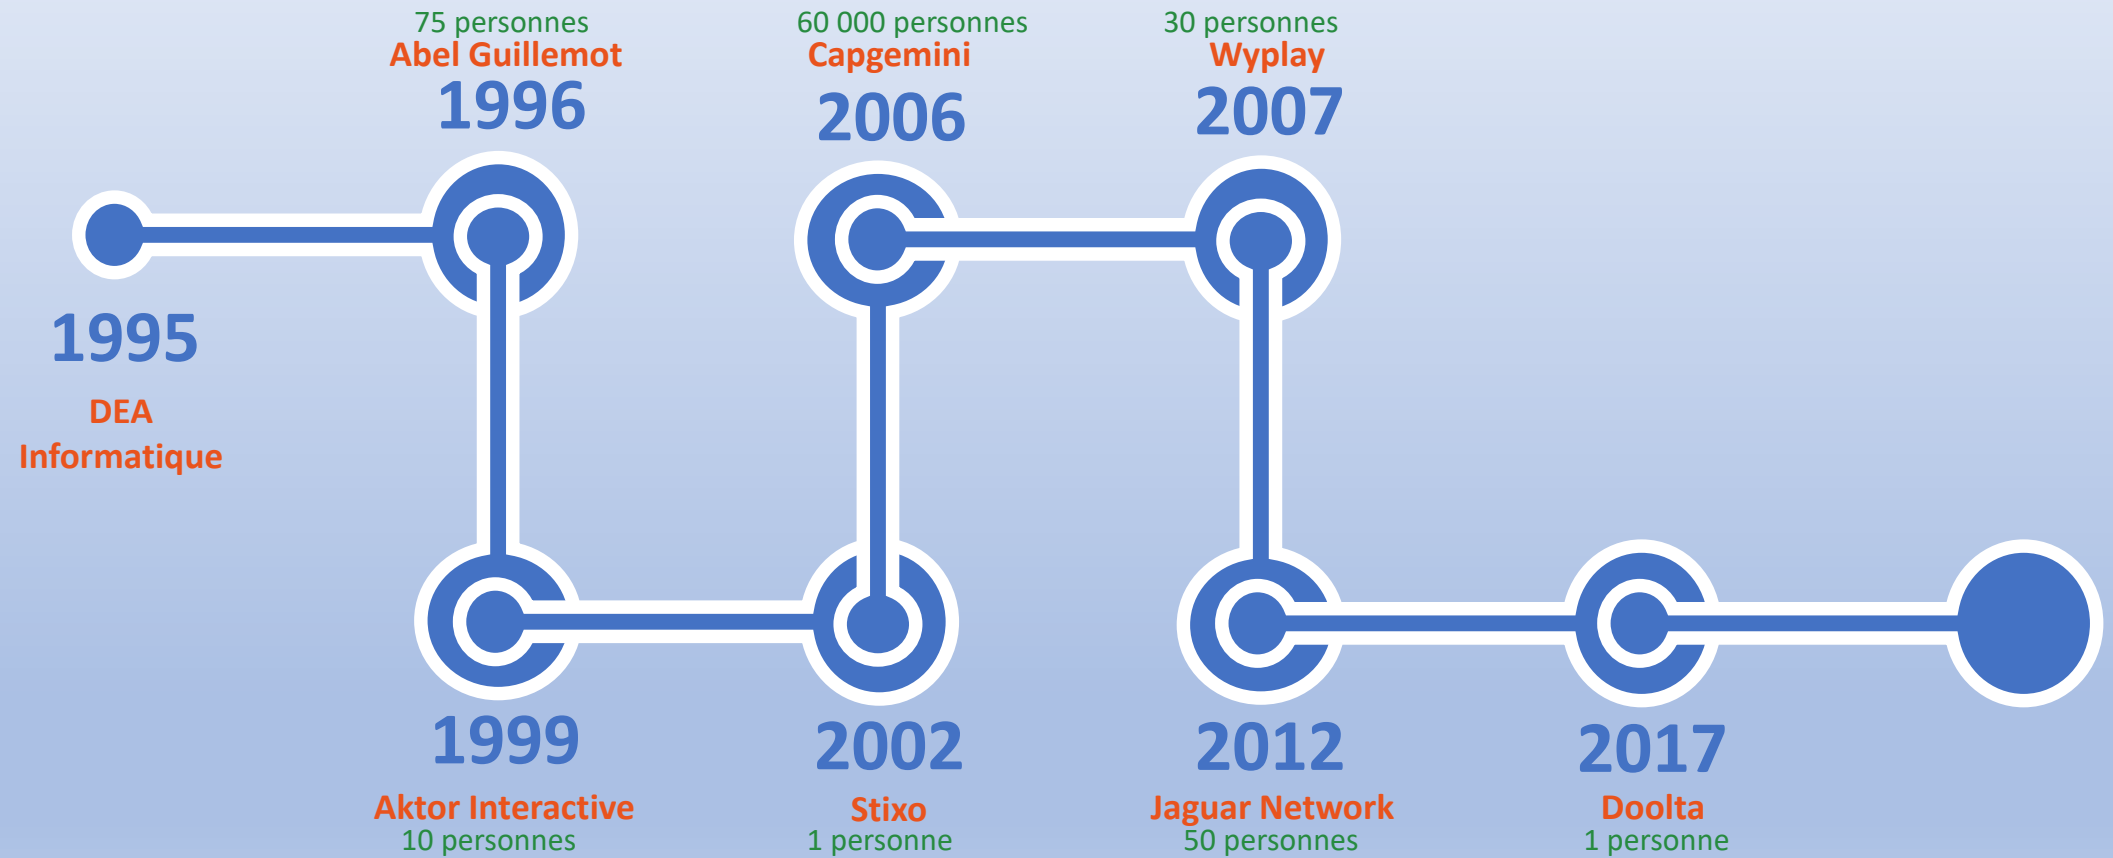 75 personnes
Abel Guillemot
1996
60 000 personnes
Capgemini
2006
30 personnes
Wyplay
2007
1995
DEA
Informatique
1999
Aktor Interactive
10 personnes
2002
Stixo
1 personne
2012
Jaguar Network
50 personnes
2017
Doolta
1 personne